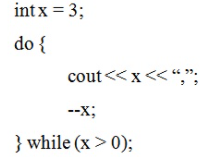 int x = 3;
do {
cout << x << “,”;
--x;
} while (x > 0);